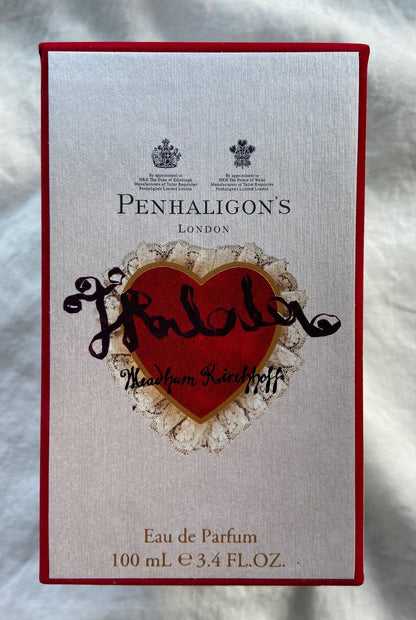 By appointment to
HRH The Duke of Edinburgh
Manufacturers of Toilet Requisites
Penhaligon's Limited London
By appointment to
HRH The Prince of Wales
Manufacturers of Toilet Requisites
Penhaligon's Limited London
PENHALIGON'S
LONDON
Tralala
Meadham Kirchhoff
Eau de Parfum
100 mL ℮ 3.4 FL.OZ.